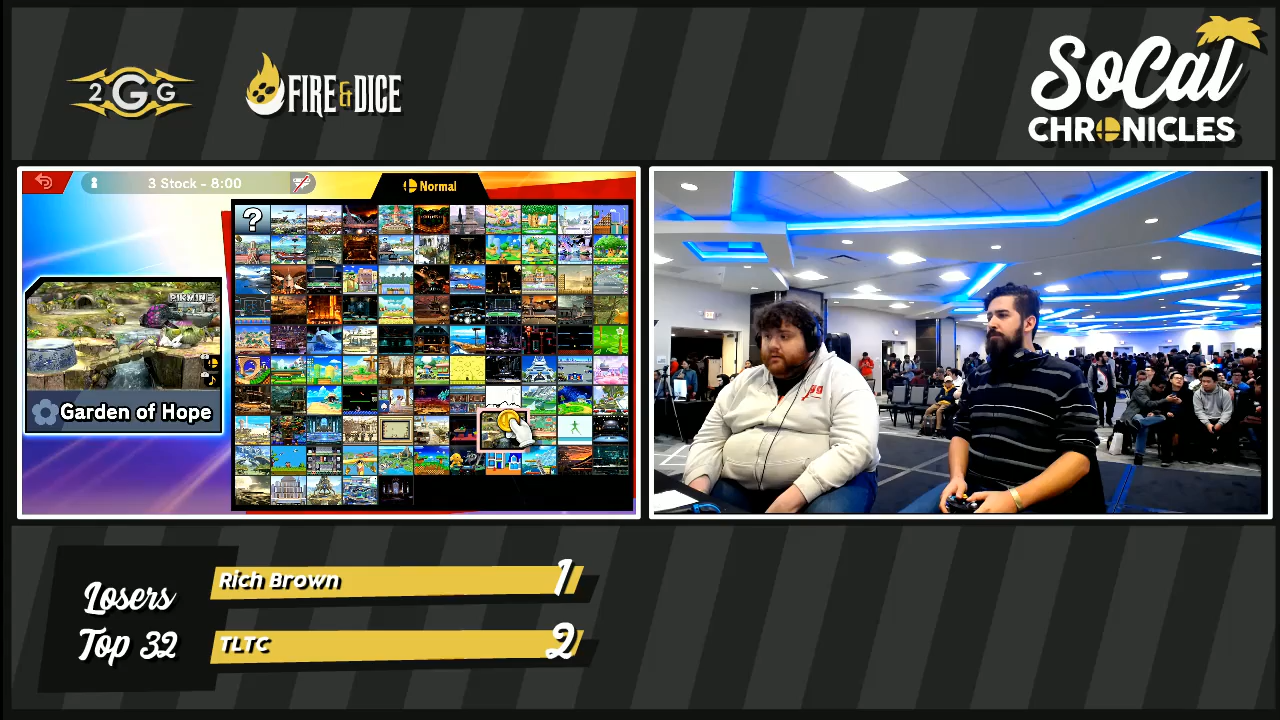 2GG
FIRE & DICE
SoCal
CHRONICLES
3 Stock - 8:00
Normal
?
PIKMIN 3
Garden of Hope
Losers
Top 32
Rich Brown 1
TLTC 2